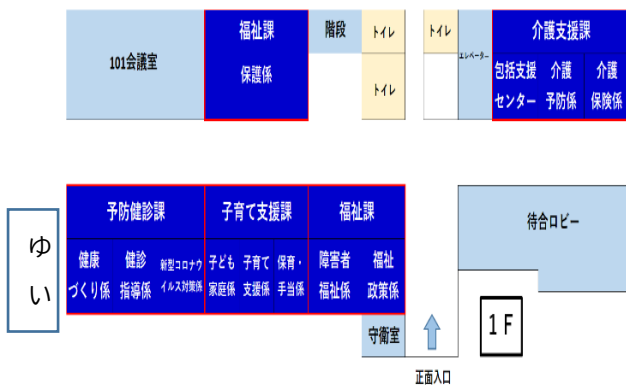 101会議室
福祉課
保護係
階段
トイレ
トイレ
トイレ
エレベーター
介護支援課
包括支援
センター
介護
予防係
介護
保険係
ゆい
予防健診課
健康
づくり係
健診
指導係
新型コロナウ
イルス対策係
子育て支援課
子ども
家庭係
子育て
支援係
保育・
手当係
福祉課
障害者
福祉係
福祉
政策係
待合ロビー
守衛室
1F
正面入口